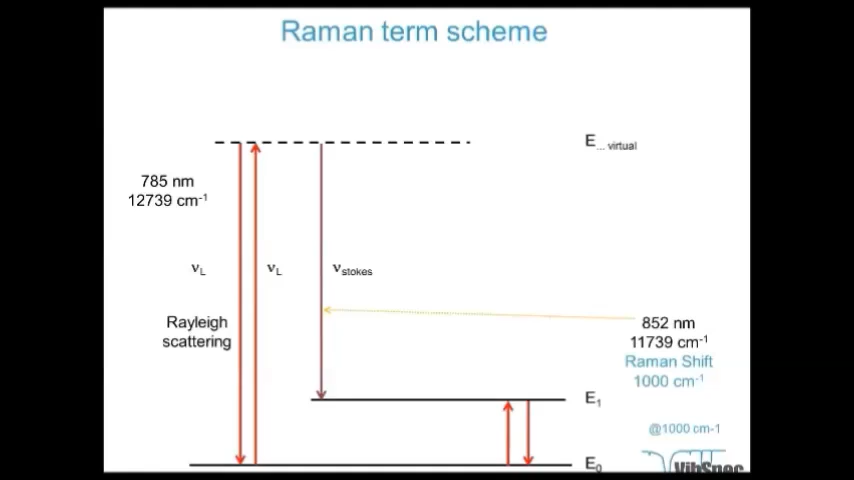 Raman term scheme
E... virtual
785 nm
12739 cm-1
νL
νL
νstokes
Rayleigh
scattering
852 nm
11739 cm-1
Raman Shift
1000 cm-1
E1
@1000 cm-1
E0
VibSpec